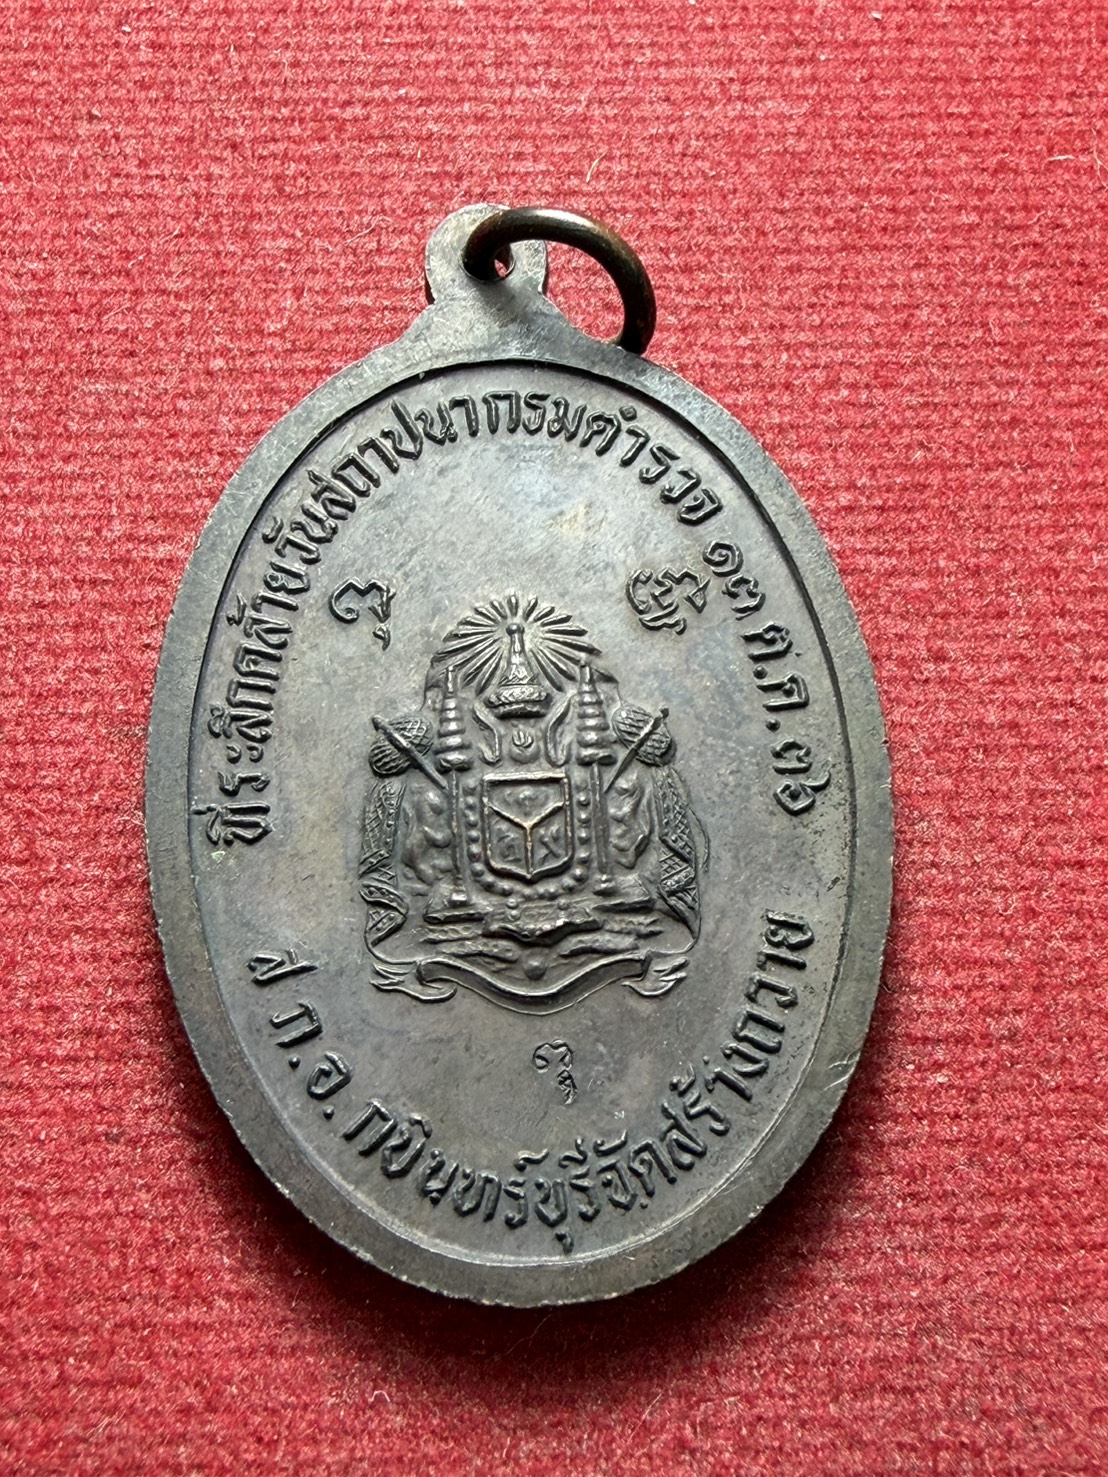 ที่ระลึกคล้ายวันสถาปนากรมตำรวจ ๑๓ ต.ค. ๓๖
ส ภ.อ. กบินทร์บุรีจัดสร้างถวาย